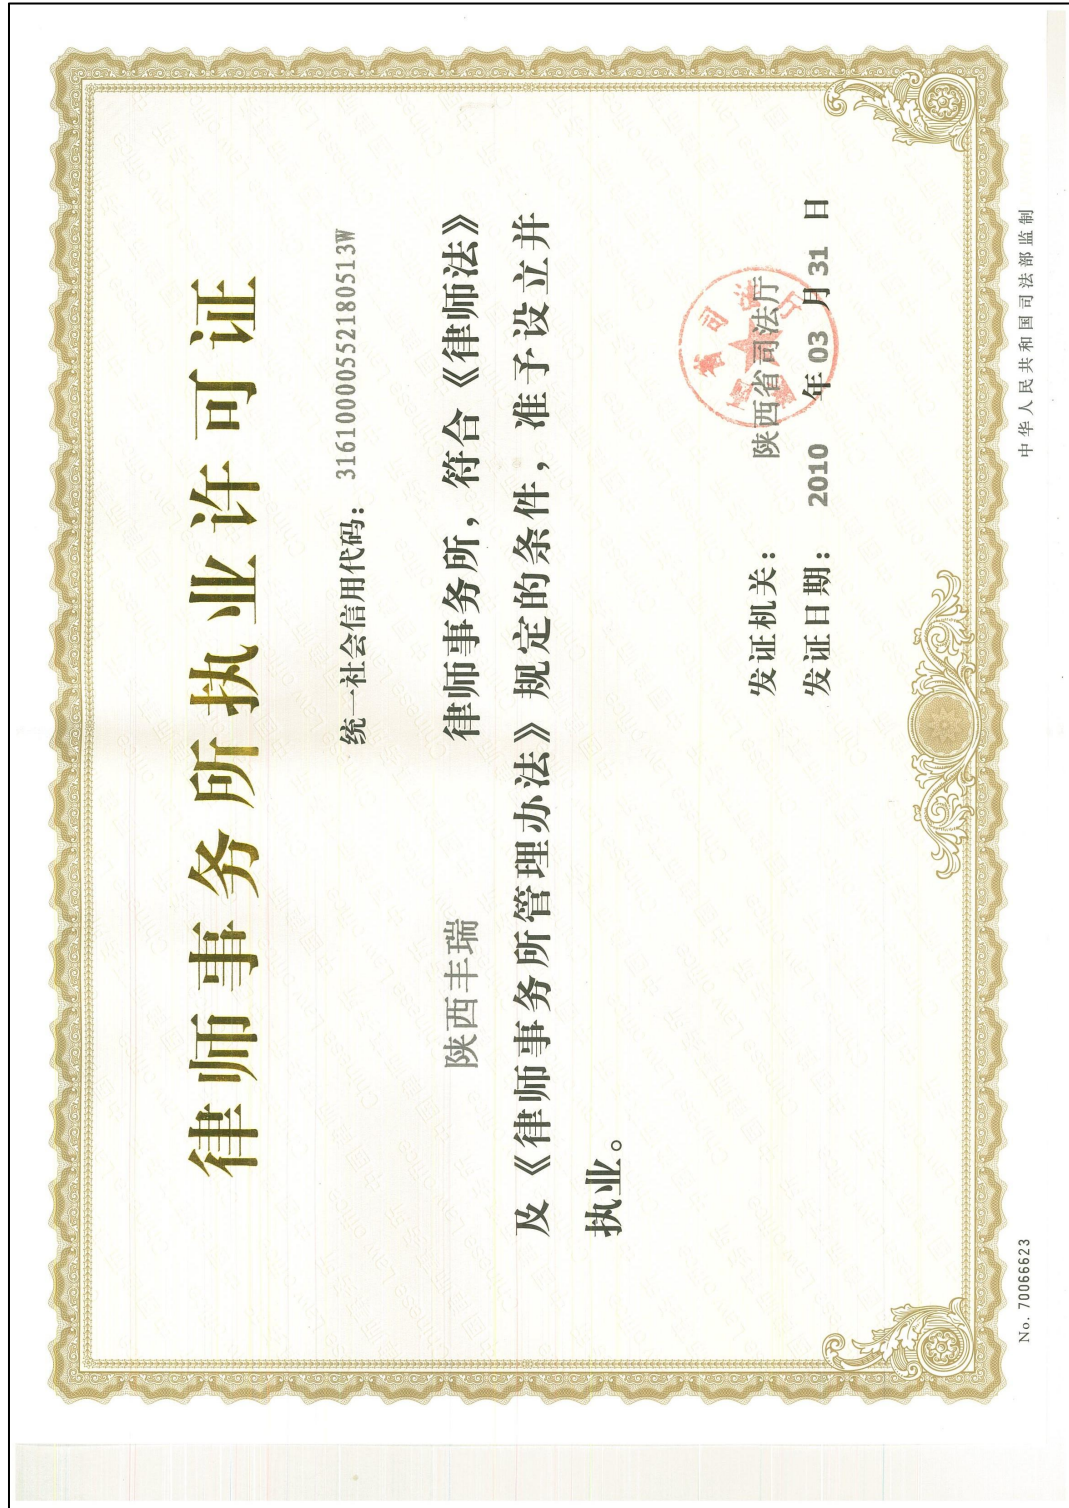 律师事务所执业许可证
统一社会信用代码： 31610000552180513W
陕西丰瑞 律师事务所，符合《律师法》
及《律师事务所管理办法》规定的条件，准予设立并
执业。
发证机关： 陕西省司法厅
发证日期： 2010 年 03 月 31 日
No. 70066623
中华人民共和国司法部监制